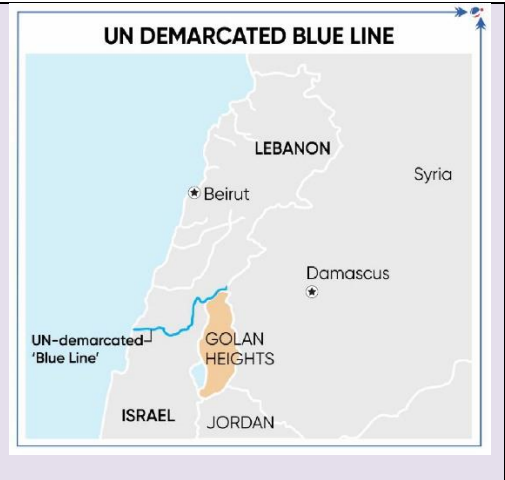 UN DEMARCATED BLUE LINE
LEBANON
Syria
Beirut
Damascus
UN-demarcated
'Blue Line'
GOLAN
HEIGHTS
ISRAEL
JORDAN